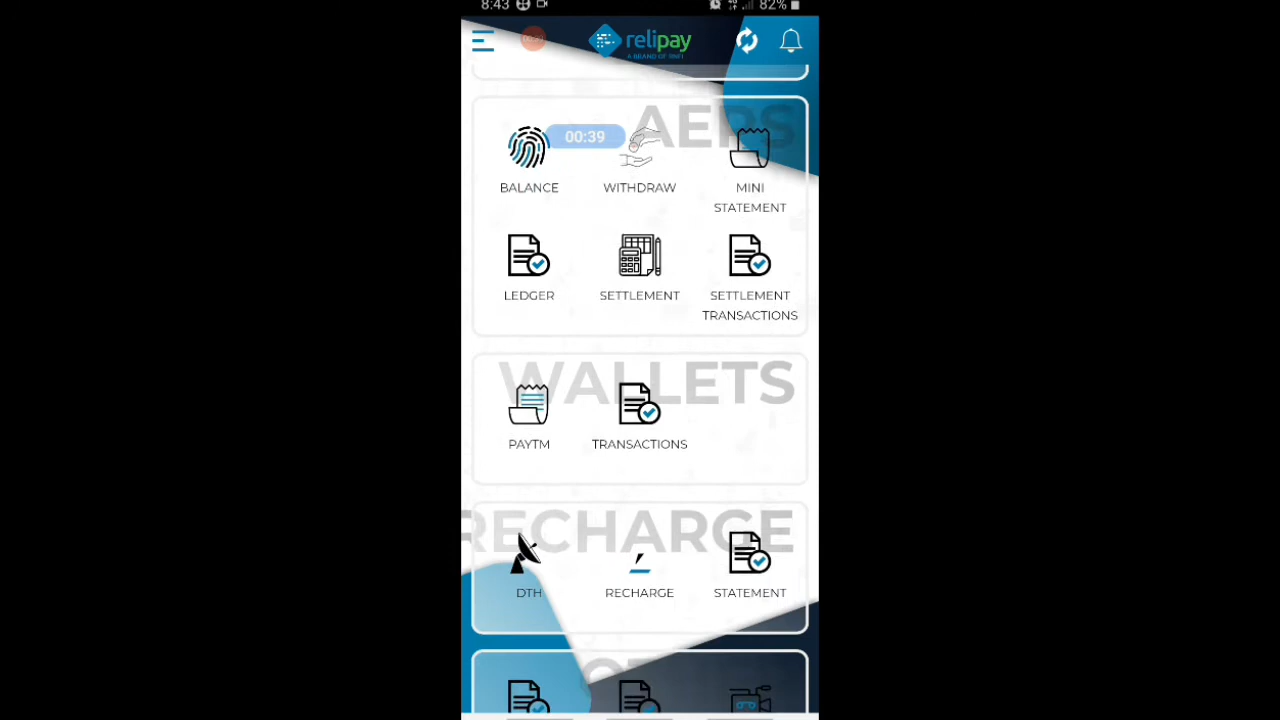 8:43
82%
relipay
A BRAND OF RNFI
AEPS
00:39
BALANCE
WITHDRAW
MINI
STATEMENT
LEDGER
SETTLEMENT
SETTLEMENT
TRANSACTIONS
WALLETS
PAYTM
TRANSACTIONS
RECHARGE
DTH
RECHARGE
STATEMENT